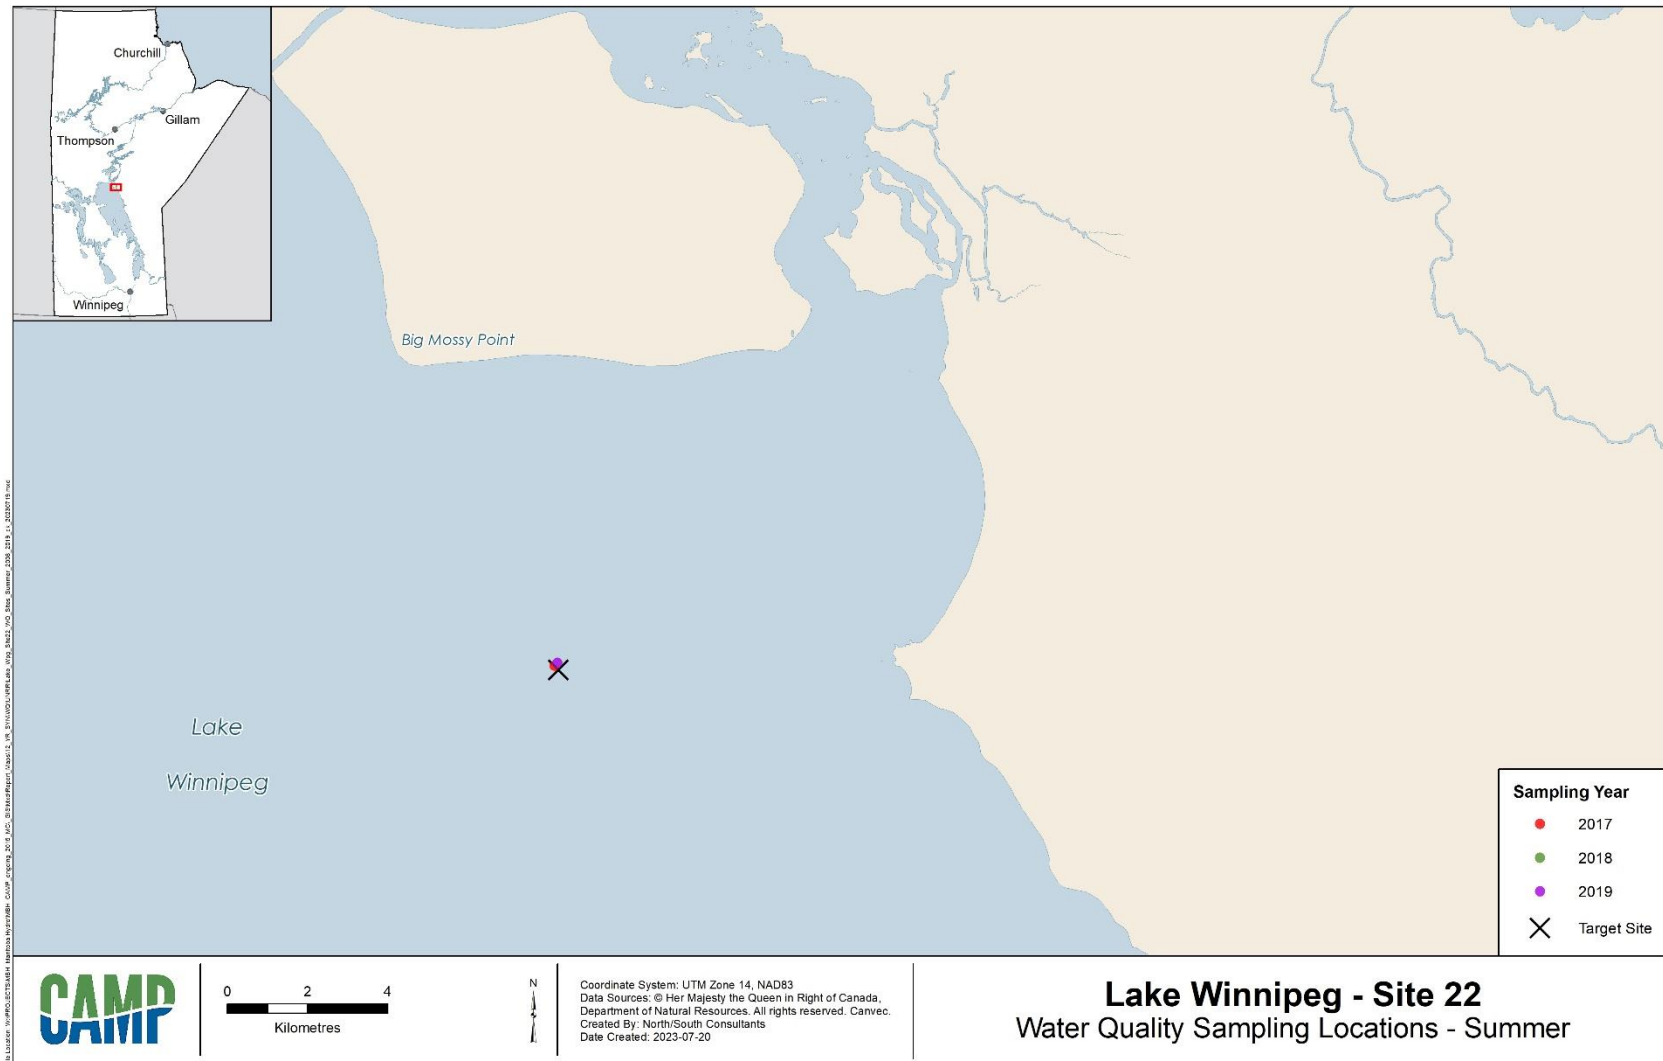 Churchill
Gillam
Thompson
Winnipeg
Big Mossy Point
Lake
Winnipeg
Sampling Year
2017
2018
2019
Target Site
CAMP
0 2 4
Kilometres
N
Coordinate System: UTM Zone 14, NAD83
Data Sources: © Her Majesty the Queen in Right of Canada,
Department of Natural Resources. All rights reserved. Canvec.
Created By: North/South Consultants
Date Created: 2023-07-20
Lake Winnipeg - Site 22
Water Quality Sampling Locations - Summer